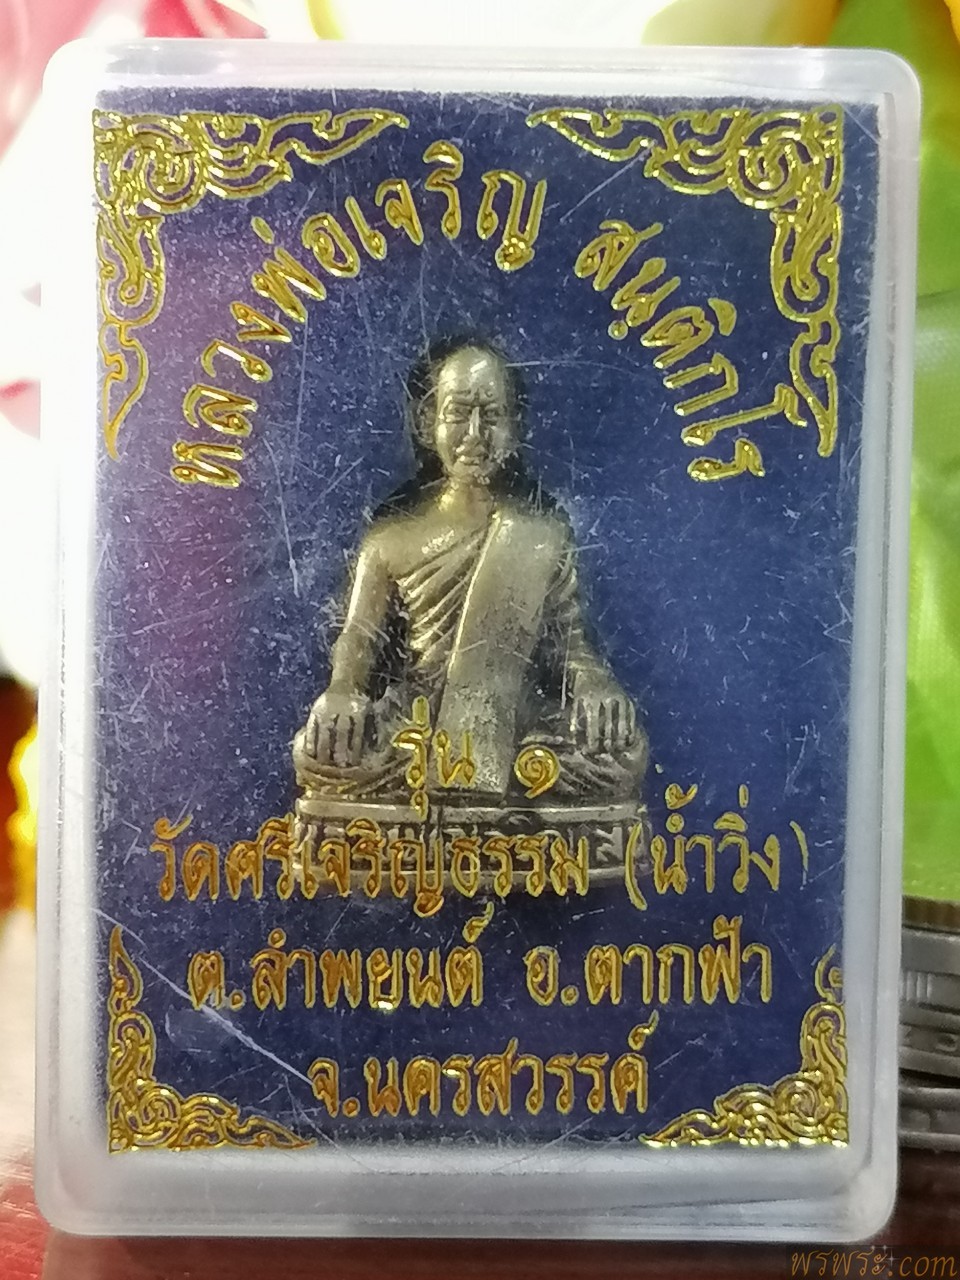 หลวงพ่อเจริญ สนฺติกโร
รุ่น ๑
วัดศรีเจริญธรรม (น้ำวิ่ง)
ต.ลำพยนต์ อ.ตากฟ้า
จ.นครสวรรค์
พรพระ.com